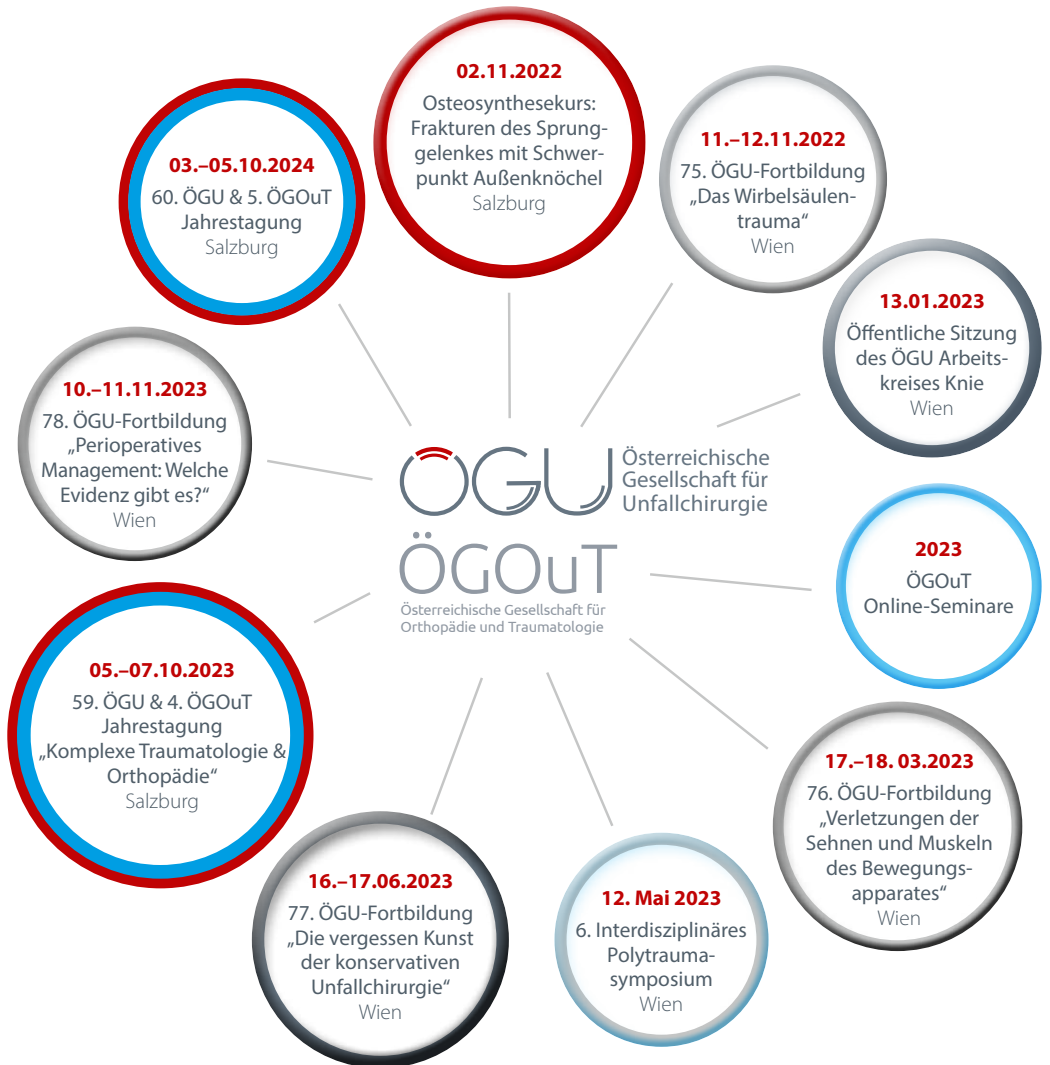 02.11.2022
Osteosynthesekurs:
Frakturen des Sprung-
gelenkes mit Schwer-
punkt Außenknöchel
Salzburg
11.–12.11.2022
75. ÖGU-Fortbildung
„Das Wirbelsäulen-
trauma“
Wien
13.01.2023
Öffentliche Sitzung
des ÖGU Arbeits-
kreises Knie
Wien
2023
ÖGOuT
Online-Seminare
17.–18. 03.2023
76. ÖGU-Fortbildung
„Verletzungen der
Sehnen und Muskeln
des Bewegungs-
apparates“
Wien
12. Mai 2023
6. Interdisziplinäres
Polytrauma-
symposium
Wien
16.–17.06.2023
77. ÖGU-Fortbildung
„Die vergessen Kunst
der konservativen
Unfallchirurgie“
Wien
05.–07.10.2023
59. ÖGU & 4. ÖGOuT
Jahrestagung
„Komplexe Traumatologie &
Orthopädie“
Salzburg
10.–11.11.2023
78. ÖGU-Fortbildung
„Perioperatives
Management: Welche
Evidenz gibt es?“
Wien
03.–05.10.2024
60. ÖGU & 5. ÖGOuT
Jahrestagung
Salzburg
ÖGU
Österreichische
Gesellschaft für
Unfallchirurgie
ÖGOuT
Österreichische Gesellschaft für
Orthopädie und Traumatologie